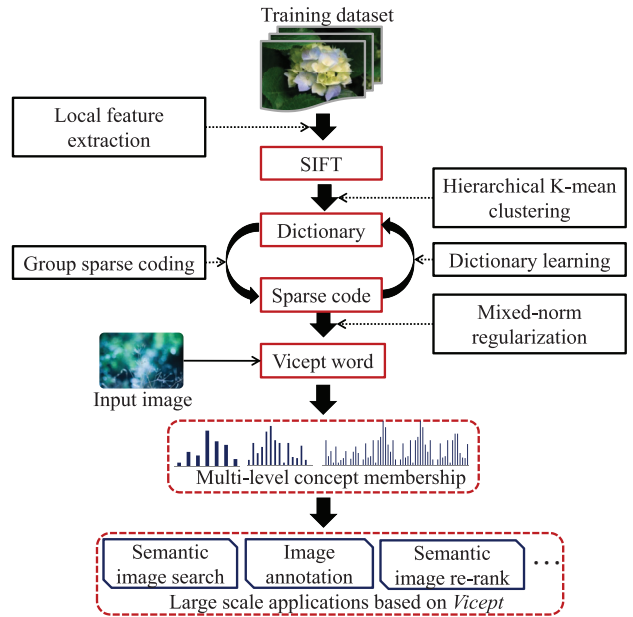 Training dataset
Local feature
extraction
SIFT
Hierarchical K-mean
clustering
Dictionary
Group sparse coding
Dictionary learning
Sparse code
Mixed-norm
regularization
Vicept word
Input image
Multi-level concept membership
Semantic
image search
Image
annotation
Semantic
image re-rank
...
Large scale applications based on Vicept